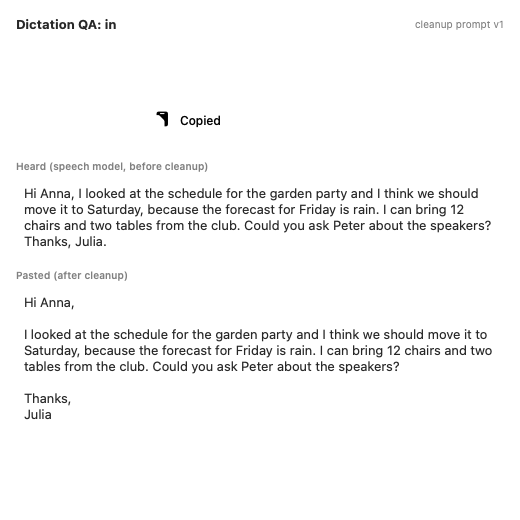 Dictation QA: in
cleanup prompt v1
Copied
Heard (speech model, before cleanup)
Hi Anna, I looked at the schedule for the garden party and I think we should
move it to Saturday, because the forecast for Friday is rain. I can bring 12
chairs and two tables from the club. Could you ask Peter about the speakers?
Thanks, Julia.
Pasted (after cleanup)
Hi Anna,
I looked at the schedule for the garden party and I think we should move it to
Saturday, because the forecast for Friday is rain. I can bring 12 chairs and two
tables from the club. Could you ask Peter about the speakers?
Thanks,
Julia